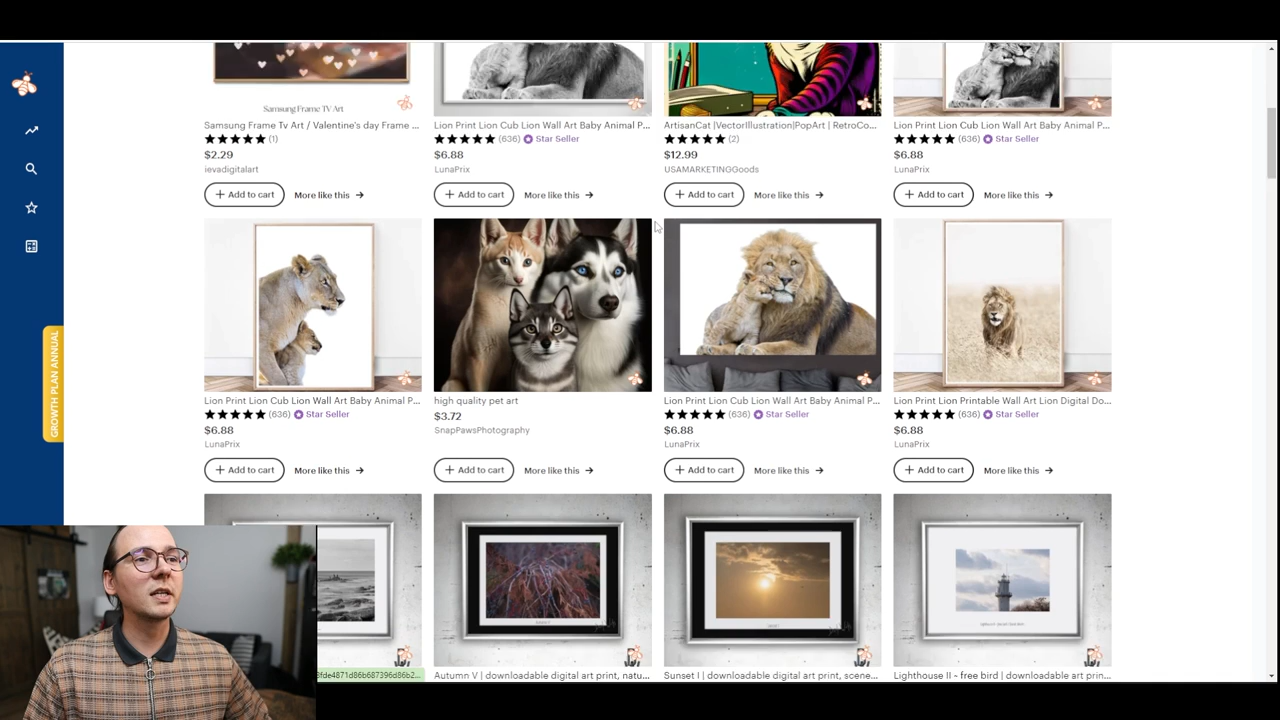 Samsung Frame TV Art
Samsung Frame Tv Art / Valentine's day Frame ...
(1)
$2.29
ievadigitalart
+ Add to cart More like this →
Lion Print Lion Cub Lion Wall Art Baby Animal P...
(636) Star Seller
$6.88
LunaPrix
+ Add to cart More like this →
ArtisanCat |VectorIllustration|PopArt | RetroCo...
(2)
$12.99
USAMARKETINGGoods
+ Add to cart More like this →
Lion Print Lion Cub Lion Wall Art Baby Animal P...
(636) Star Seller
$6.88
LunaPrix
+ Add to cart More like this →
GROWTH PLAN ANNUAL
Lion Print Lion Cub Lion Wall Art Baby Animal P...
(636) Star Seller
$6.88
LunaPrix
+ Add to cart More like this →
high quality pet art
$3.72
SnapPawsPhotography
+ Add to cart More like this →
Lion Print Lion Cub Lion Wall Art Baby Animal P...
(636) Star Seller
$6.88
LunaPrix
+ Add to cart More like this →
Lion Print Lion Printable Wall Art Lion Digital Do...
(636) Star Seller
$6.88
LunaPrix
+ Add to cart More like this →
Autumn V | downloadable digital art print, natu...
Sunset I | downloadable digital art print, scene...
Lighthouse II ~ free bird | downloadable art prin...